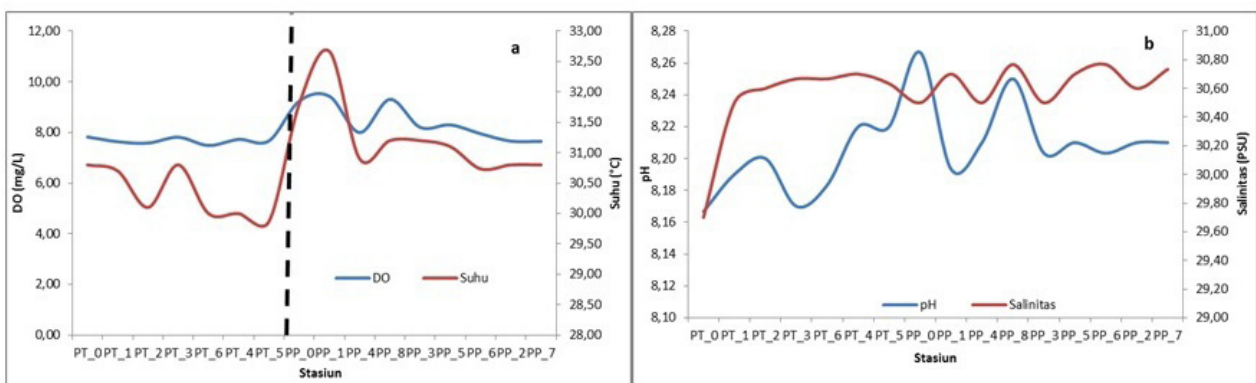 a
12,00
10,00
8,00
6,00
4,00
2,00
0,00
DO (mg/L)
33,00
32,50
32,00
31,50
31,00
30,50
30,00
29,50
29,00
28,50
28,00
Suhu (°C)
DO
Suhu
PT_0 PT_1 PT_2 PT_3 PT_6 PT_4 PT_5 PP_0 PP_1 PP_4 PP_8 PP_3 PP_5 PP_6 PP_2 PP_7
Stasiun
b
8,28
8,26
8,24
8,22
8,20
8,18
8,16
8,14
8,12
8,10
pH
31,00
30,80
30,60
30,40
30,20
30,00
29,80
29,60
29,40
29,20
29,00
Salinitas (PSU)
pH
Salinitas
PT_0 PT_1 PT_2 PT_3 PT_6 PT_4 PT_5 PP_0 PP_1 PP_4 PP_8 PP_3 PP_5 PP_6 PP_2 PP_7
Stasiun